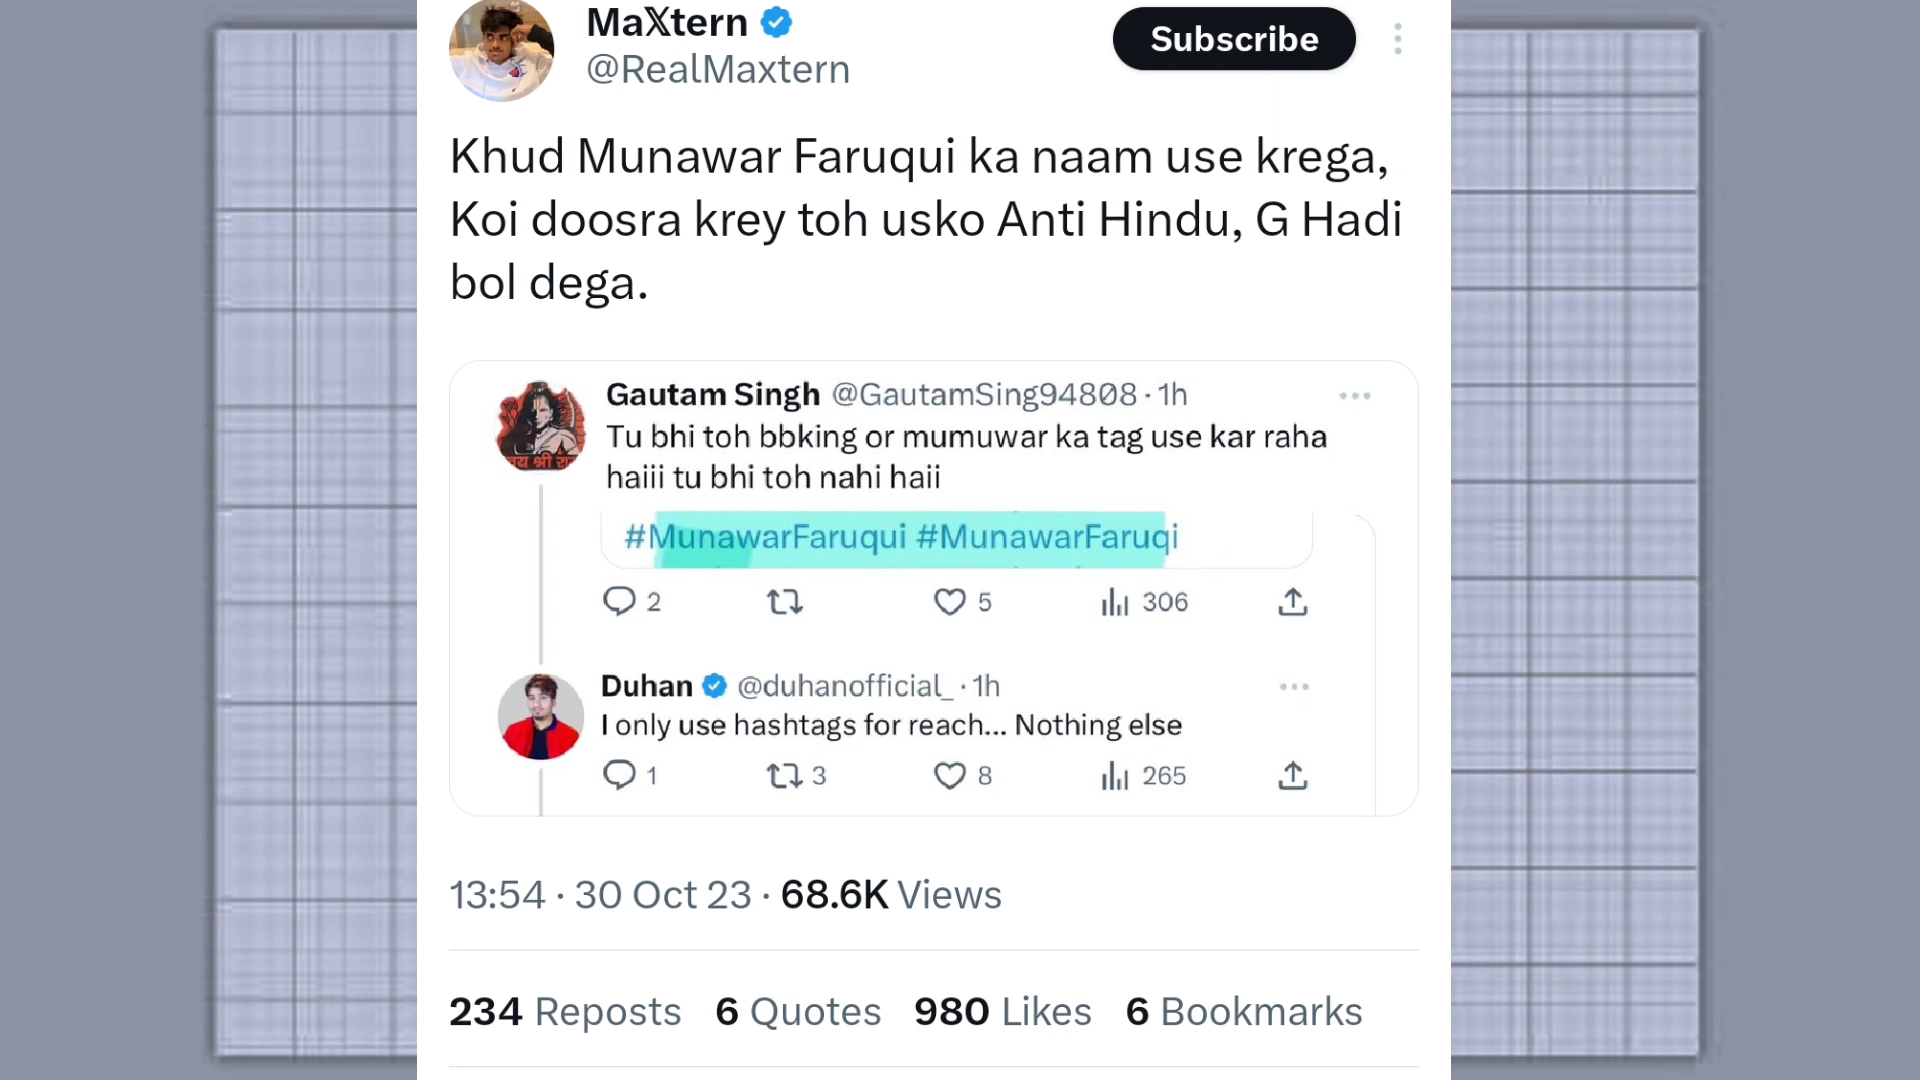 Ma𝕏tern
Subscribe
@RealMaxtern
Khud Munawar Faruqui ka naam use krega,
Koi doosra krey toh usko Anti Hindu, G Hadi
bol dega.
Gautam Singh @GautamSing94808 · 1h
Tu bhi toh bbking or mumuwar ka tag use kar raha
haiii tu bhi toh nahi haii
जय श्री राम
#MunawarFaruqui #MunawarFaruqi
2 5 306
Duhan @duhanofficial_ · 1h
I only use hashtags for reach... Nothing else
1 3 8 265
13:54 · 30 Oct 23 · 68.6K Views
234 Reposts 6 Quotes 980 Likes 6 Bookmarks